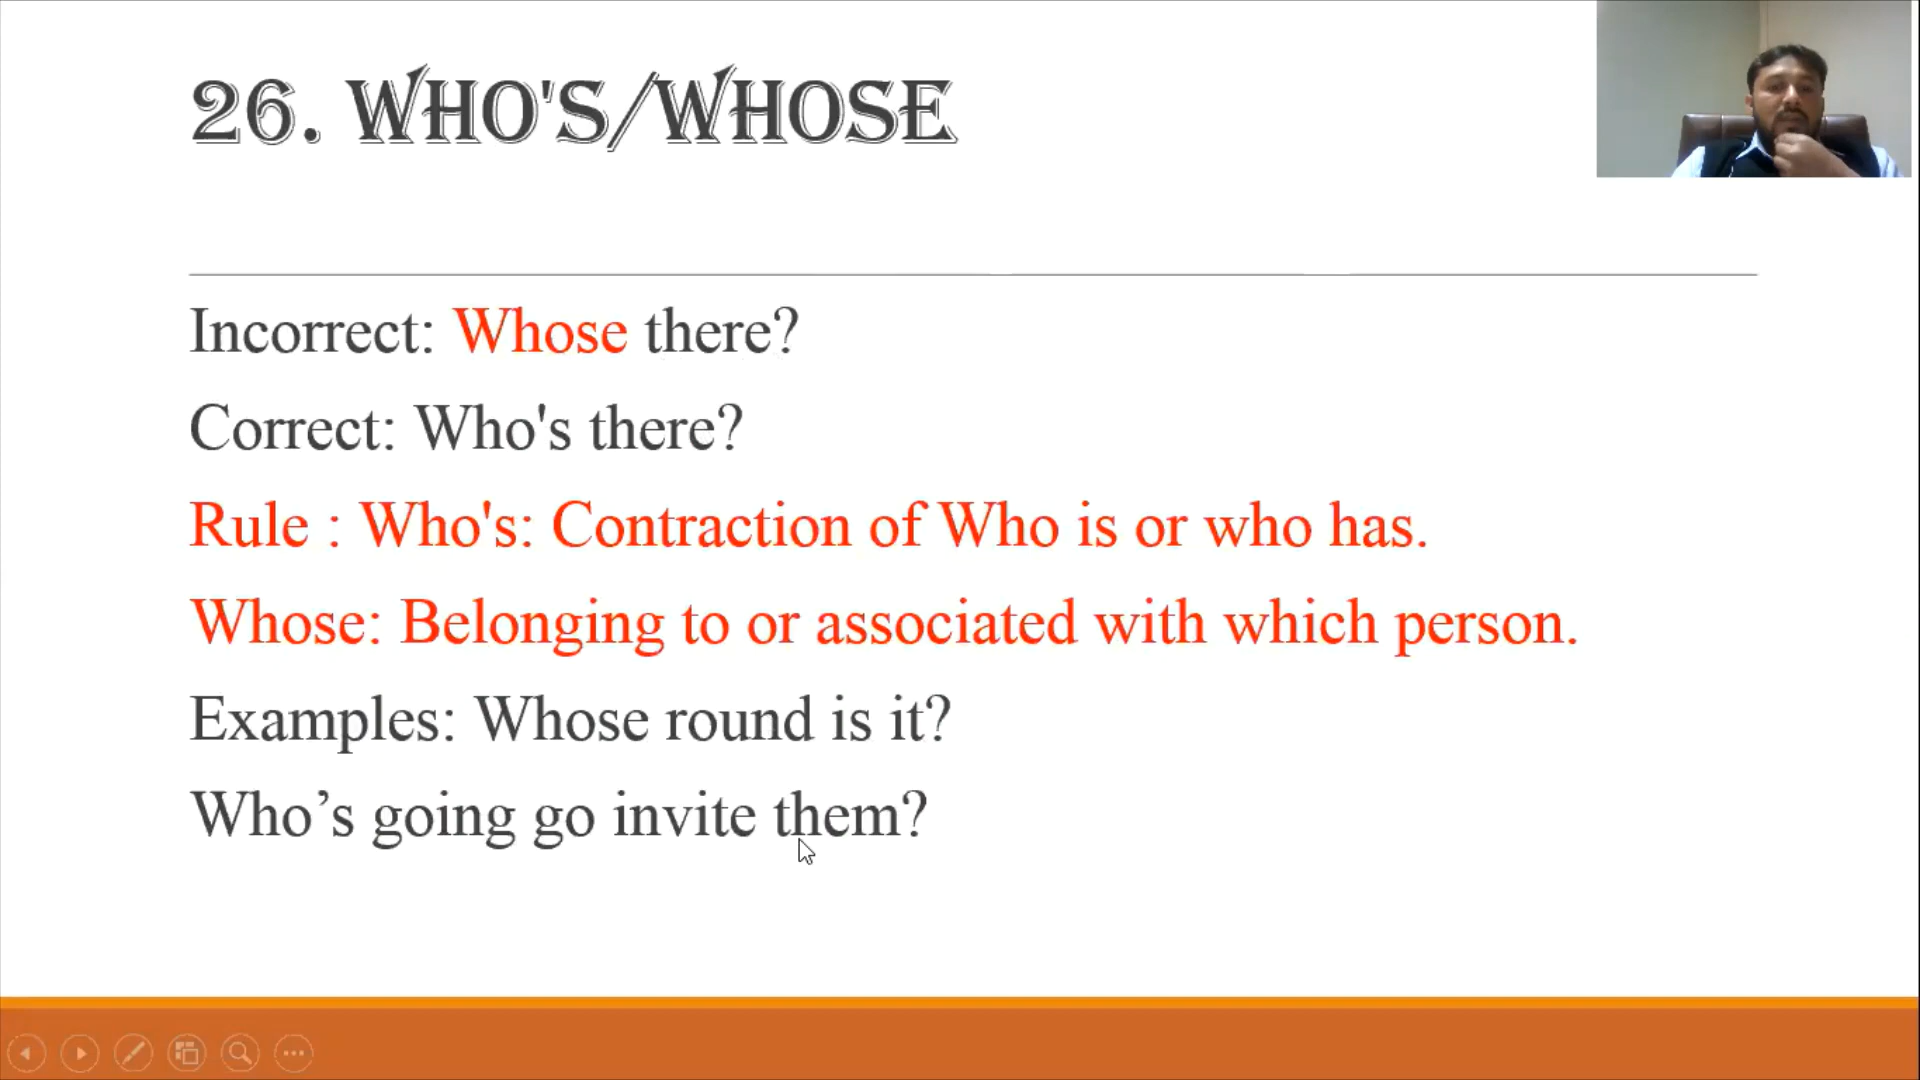 26. WHO'S/WHOSE
Incorrect: Whose there?
Correct: Who's there?
Rule : Who's: Contraction of Who is or who has.
Whose: Belonging to or associated with which person.
Examples: Whose round is it?
Who’s going go invite them?